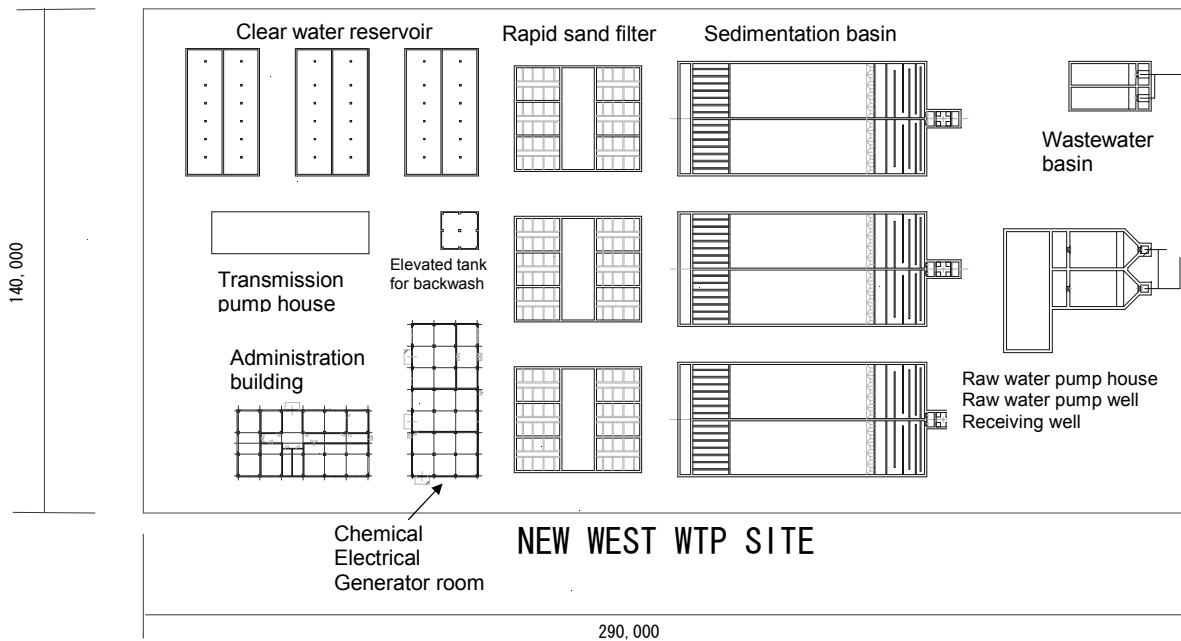 Clear water reservoir
Rapid sand filter
Sedimentation basin
Wastewater
basin
140,000
Transmission
pump house
Elevated tank
for backwash
Administration
building
Raw water pump house
Raw water pump well
Receiving well
Chemical
Electrical
Generator room
NEW WEST WTP SITE
290,000